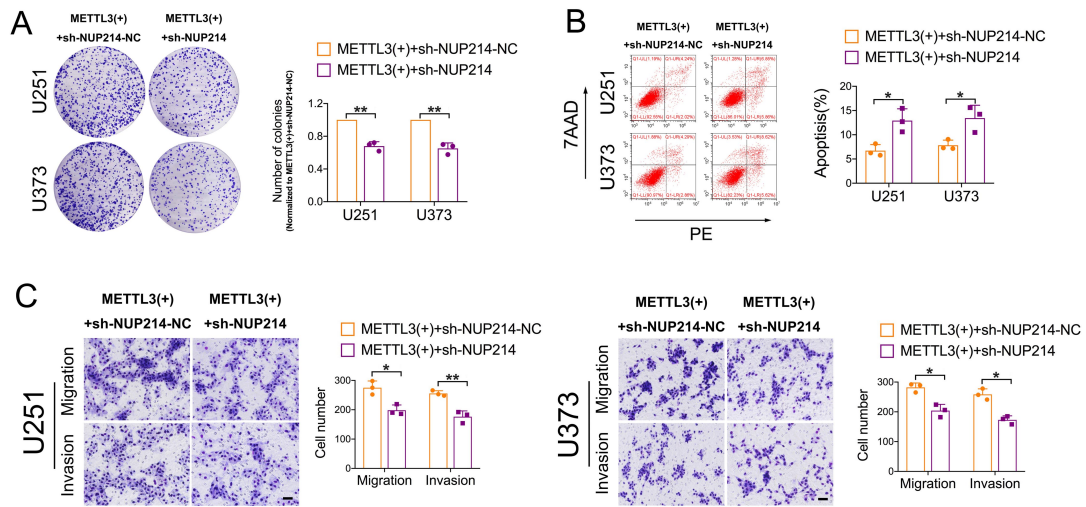 A
METTL3(+)
+sh-NUP214-NC
METTL3(+)
+sh-NUP214
U251
U373
METTL3(+)+sh-NUP214-NC
METTL3(+)+sh-NUP214
Number of colonies
(Normalized to METTL3(+)+sh-NUP214-NC)
1.2
0.8
0.4
0.0
**
**
U251
U373
B
METTL3(+)
+sh-NUP214-NC
METTL3(+)
+sh-NUP214
U251
U373
7AAD
PE
METTL3(+)+sh-NUP214-NC
METTL3(+)+sh-NUP214
Apoptisis(%)
20
15
10
5
0
*
*
U251
U373
C
METTL3(+)
+sh-NUP214-NC
METTL3(+)
+sh-NUP214
U251
Migration
Invasion
METTL3(+)+sh-NUP214-NC
METTL3(+)+sh-NUP214
Cell number
300
200
100
0
*
**
Migration
Invasion
METTL3(+)
+sh-NUP214-NC
METTL3(+)
+sh-NUP214
U373
Migration
Invasion
METTL3(+)+sh-NUP214-NC
METTL3(+)+sh-NUP214
Cell number
300
200
100
0
*
*
Migration
Invasion